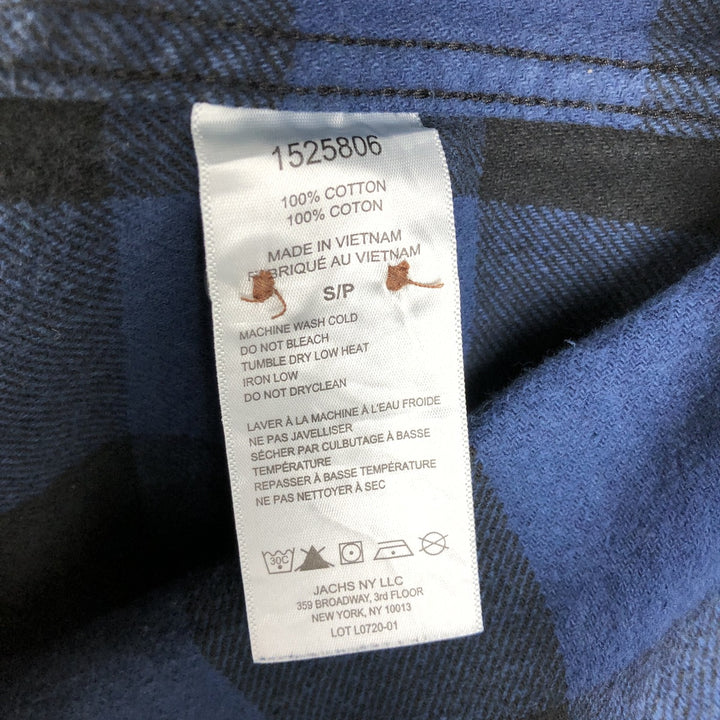 1525806
100% COTTON
100% COTON
MADE IN VIETNAM
FABRIQUÉ AU VIETNAM
S/P
MACHINE WASH COLD
DO NOT BLEACH
TUMBLE DRY LOW HEAT
IRON LOW
DO NOT DRYCLEAN
LAVER À LA MACHINE À L'EAU FROIDE
NE PAS JAVELLISER
SÉCHER PAR CULBUTAGE À BASSE
TEMPÉRATURE
REPASSER À BASSE TEMPÉRATURE
NE PAS NETTOYER À SEC
30C
JACHS NY LLC
359 BROADWAY, 3rd FLOOR
NEW YORK, NY 10013
LOT L0720-01